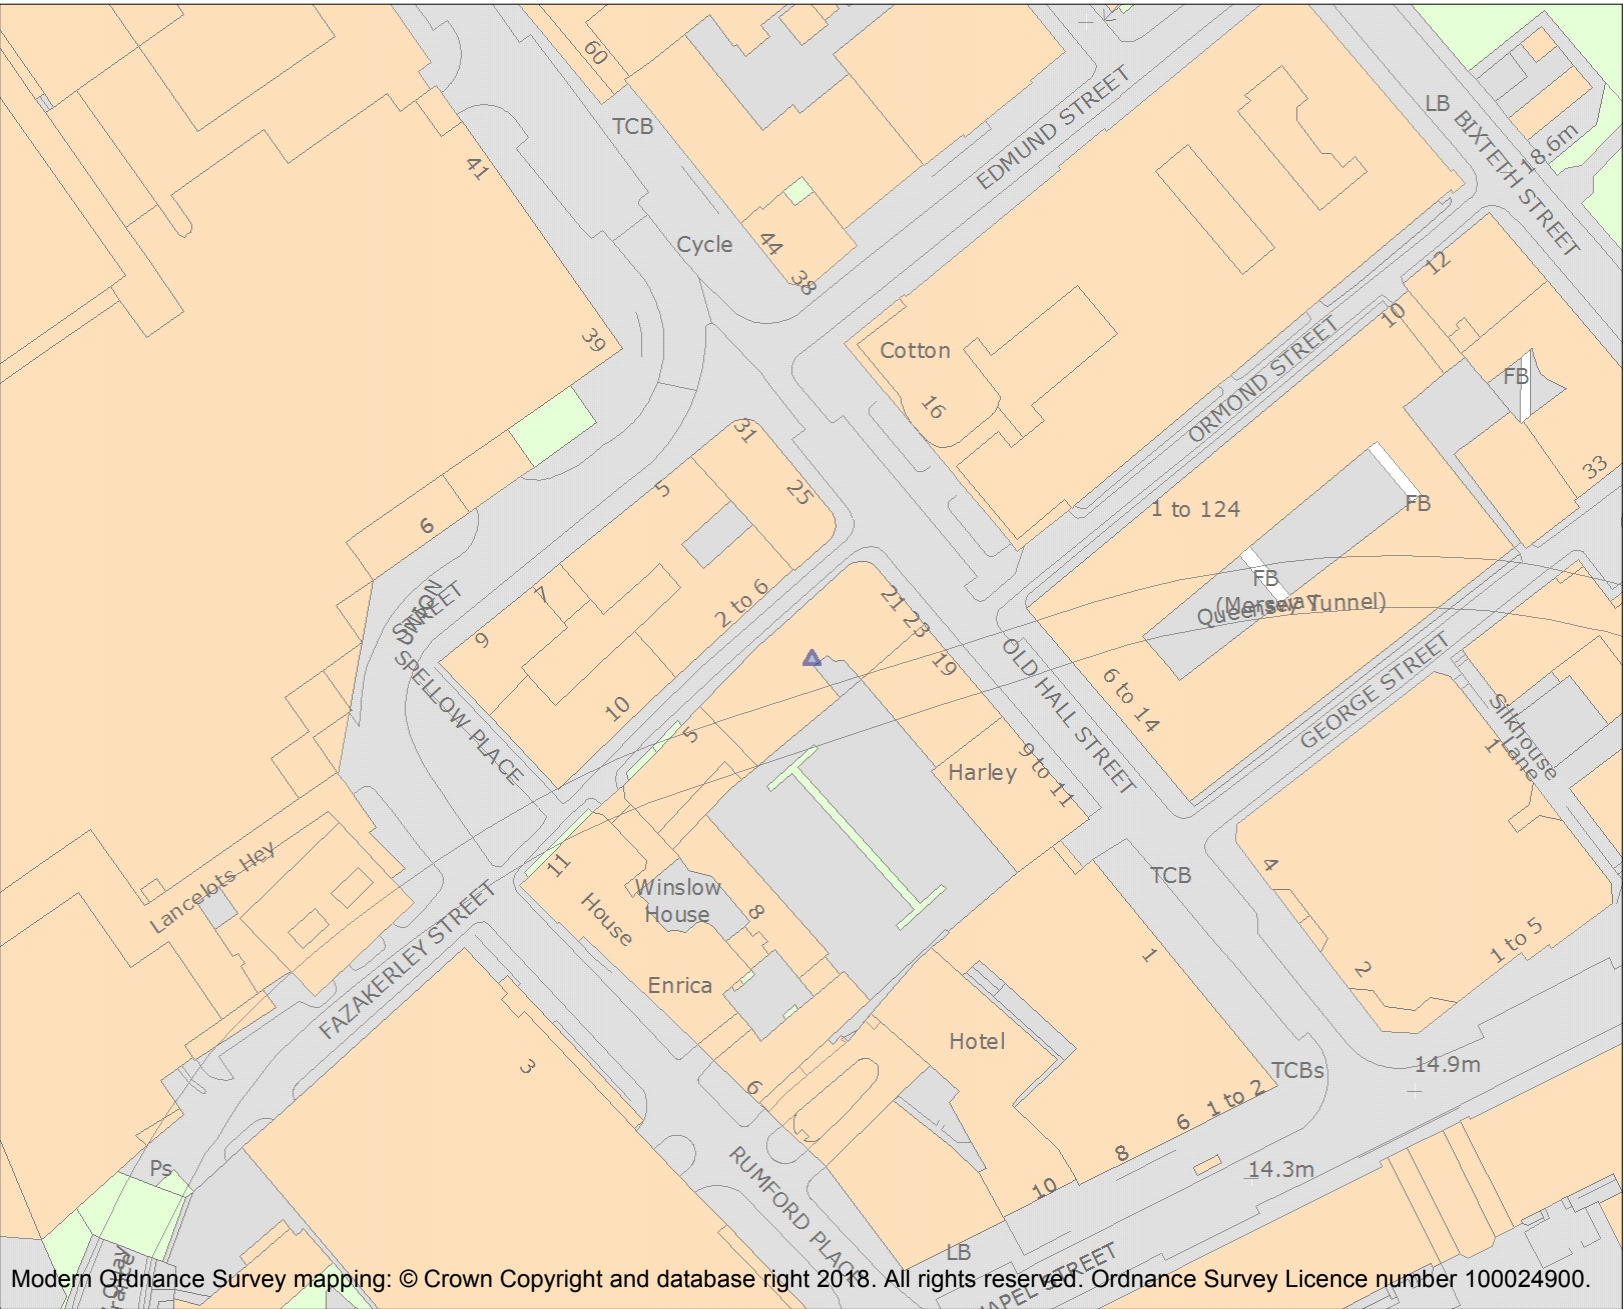 60
TCB
41
EDMUND STREET
LB
BIXTETH STREET
18.6m
Cycle
44
38
12
10
39
Cotton
16
ORMOND STREET
FB
31
25
5
33
6
1 to 124
FB
FB
(Mersey Tunnel)
Queensway
UNION
STREET
7
9
2 to 6
21 23
19
OLD HALL STREET
6 to 14
GEORGE STREET
SPELLOW PLACE
10
5
Silkhouse
Lane
1
Harley
9 to 11
Lancelots Hey
11
House
Winslow
House
8
TCB
4
FAZAKERLEY STREET
Enrica
1
2
1 to 5
3
Hotel
14.9m
TCBs
6
1 to 2
6
8
10
14.3m
Ps
RUMFORD PLACE
LB
APEL STREET
Modern Ordnance Survey mapping: © Crown Copyright and database right 2018. All rights reserved. Ordnance Survey Licence number 100024900.